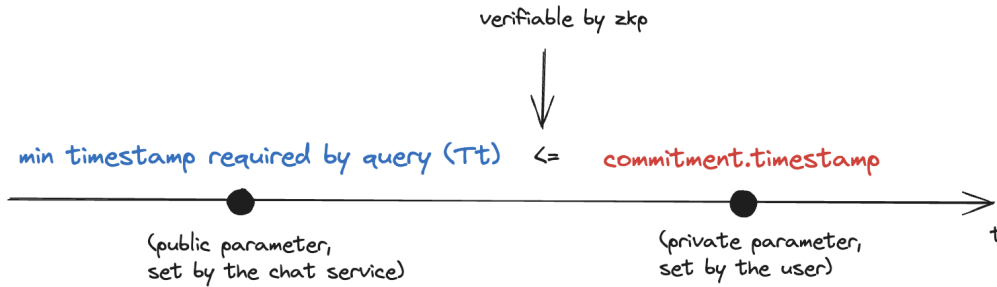 verifiable by zkp
min timestamp required by query (Tt) <= commitment.timestamp
(public parameter,
set by the chat service)
(private parameter,
set by the user)
t